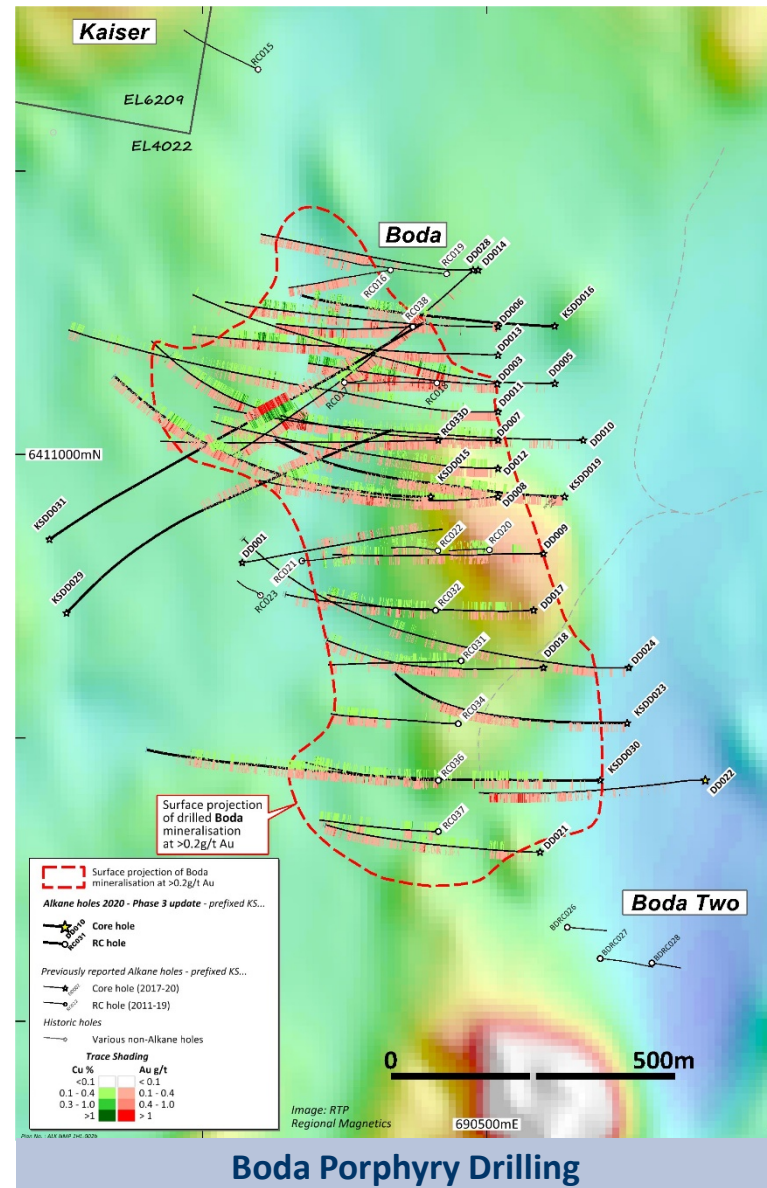 Kaiser
RC015
EL6209
EL4022
Boda
DD028
DD014
RC019
RC016
RC038
DD006
KSDD016
DD013
DD003
DD005
RC017
RC018
DD011
RC033D
DD007
DD010
6411000mN
DD012
KSDD015
DD008
KSDD019
KSDD031
DD001
RC022
RC020
DD009
RC021
KSDD029
RC023
RC032
DD017
RC031
DD018
DD024
RC034
KSDD023
RC036
KSDD030
DD022
Surface projection
of drilled Boda
mineralisation
at >0.2g/t Au
RC037
DD021
Surface projection of Boda
mineralisation at >0.2g/t Au
Alkane holes 2020 - Phase 3 update - prefixed KS...
DD010
Core hole
RC031
RC hole
Previously reported Alkane holes - prefixed KS...
Core hole (2017-20)
RC hole (2011-19)
Historic holes
Various non-Alkane holes
Trace Shading
Cu % Au g/t
<0.1 < 0.1
0.1 - 0.4 0.1 - 0.4
0.3 - 1.0 0.4 - 1.0
>1 > 1
Boda Two
BDRC026
BDRC027
BDRC028
0 500m
Image: RTP
Regional Magnetics
690500mE
Boda Porphyry Drilling